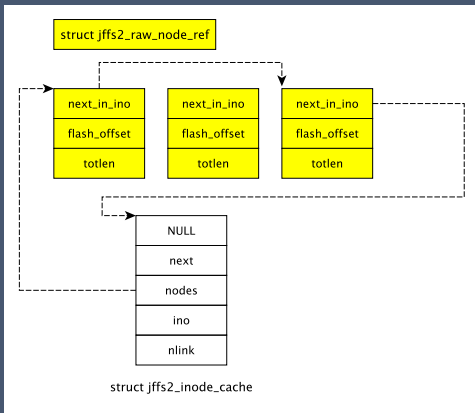 struct jffs2_raw_node_ref
next_in_ino next_in_ino next_in_ino
flash_offset flash_offset flash_offset
totlen totlen totlen
NULL
next
nodes
ino
nlink
struct jffs2_inode_cache